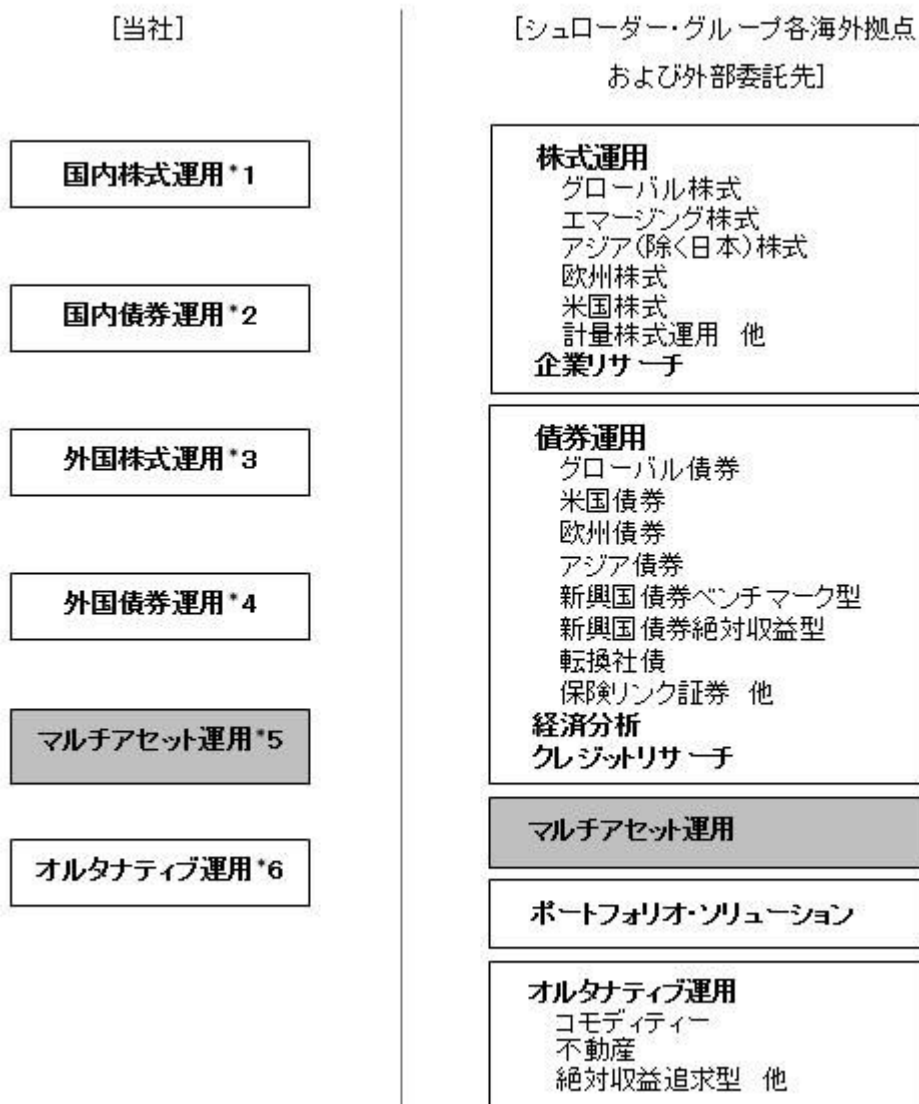 [当社]
国内株式運用*1
国内債券運用*2
外国株式運用*3
外国債券運用*4
マルチアセット運用*5
オルタナティブ運用*6
[シュローダー・グループ各海外拠点
および外部委託先]
株式運用
グローバル株式
エマージング株式
アジア(除く日本)株式
欧州株式
米国株式
計量株式運用 他
企業リサーチ
債券運用
グローバル債券
米国債券
欧州債券
アジア債券
新興国債券ベンチマーク型
新興国債券絶対収益型
転換社債
保険リンク証券 他
経済分析
クレジットリサーチ
マルチアセット運用
ポートフォリオ・ソリューション
オルタナティブ運用
コモディティー
不動産
絶対収益追求型 他